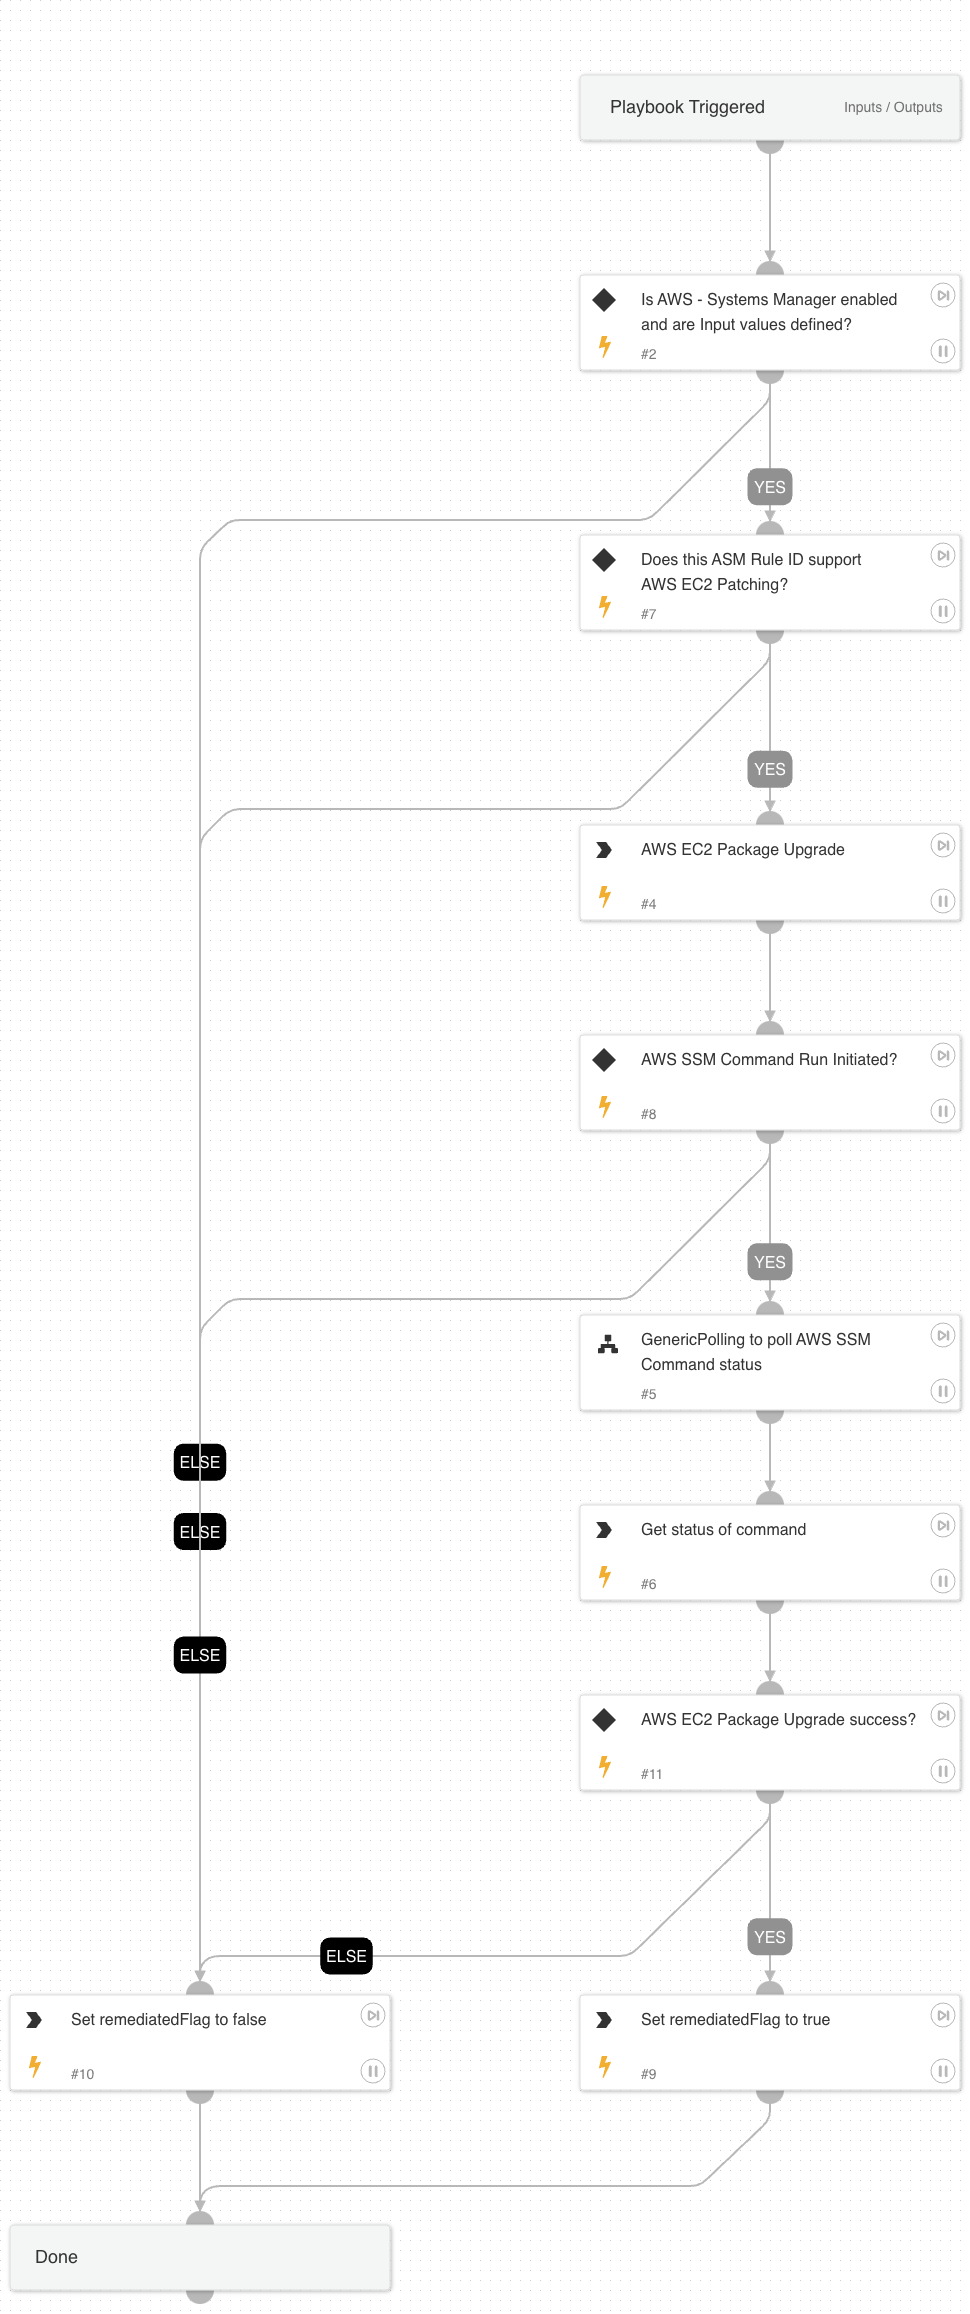 Playbook Triggered
Inputs / Outputs
Is AWS - Systems Manager enabled
and are Input values defined?
#2
YES
Does this ASM Rule ID support
AWS EC2 Patching?
#7
YES
AWS EC2 Package Upgrade
#4
AWS SSM Command Run Initiated?
#8
YES
GenericPolling to poll AWS SSM
Command status
#5
ELSE
ELSE
Get status of command
#6
ELSE
AWS EC2 Package Upgrade success?
#11
YES
ELSE
Set remediatedFlag to false
#10
Set remediatedFlag to true
#9
Done